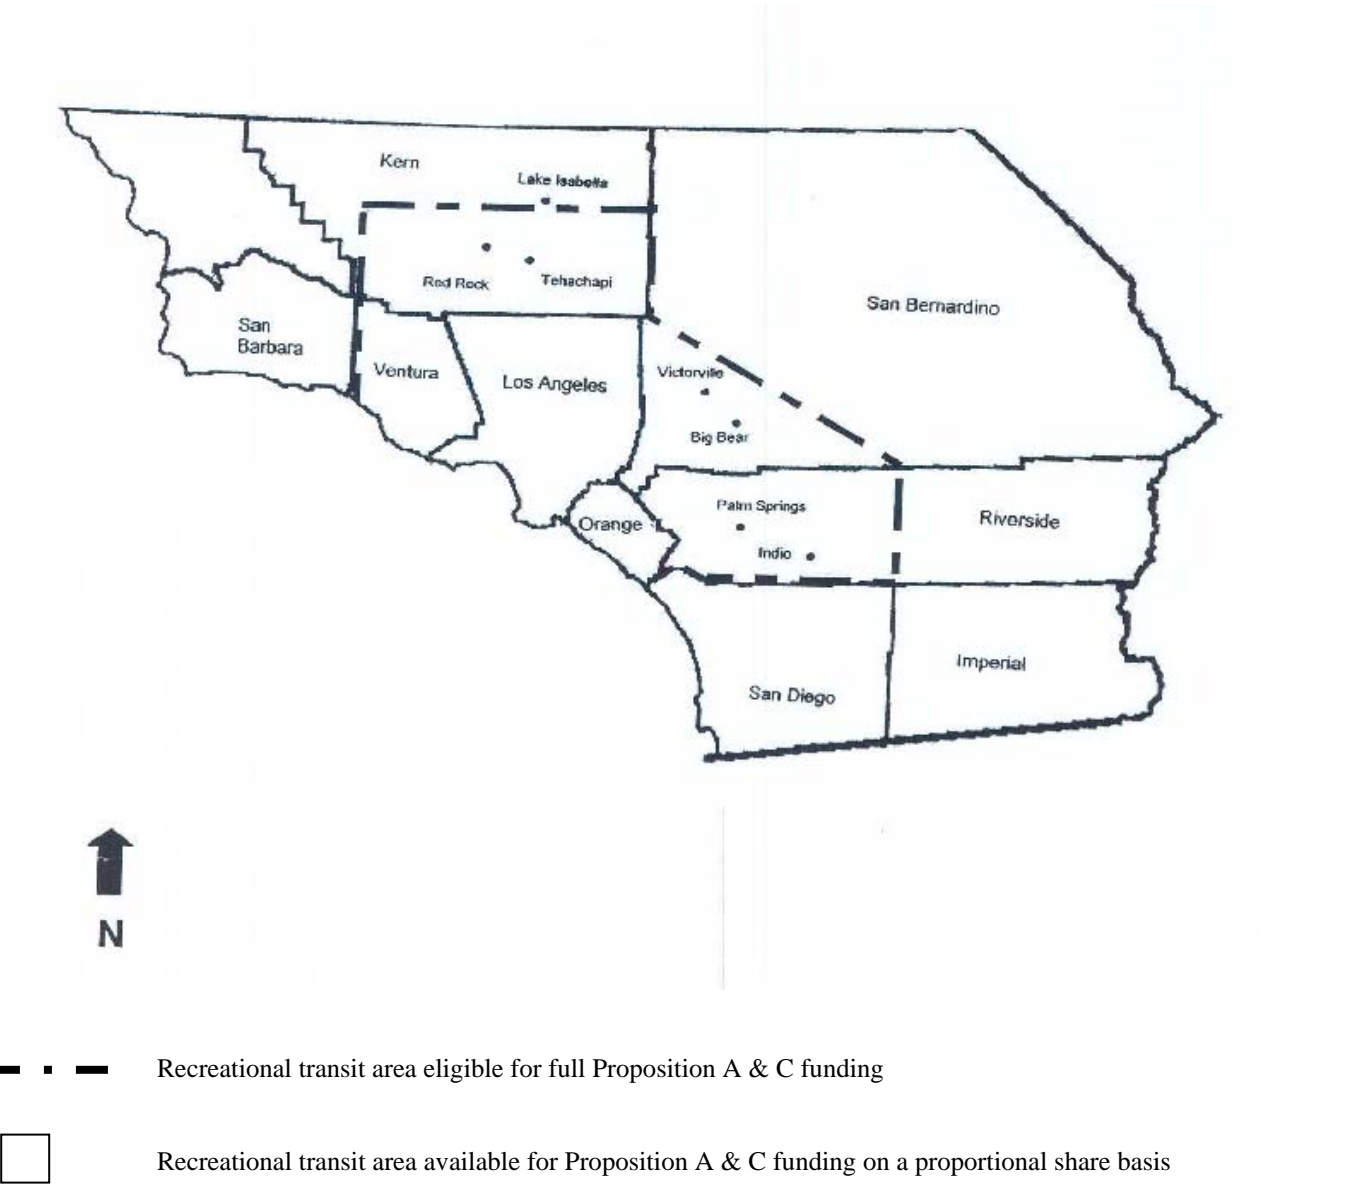 Kern
Lake Isabella
Red Rock
Tehachapi
San Bernardino
San
Barbara
Ventura
Los Angeles
Victorville
Big Bear
Palm Springs
Orange
Riverside
Indio
Imperial
San Diego
N
Recreational transit area eligible for full Proposition A & C funding
Recreational transit area available for Proposition A & C funding on a proportional share basis